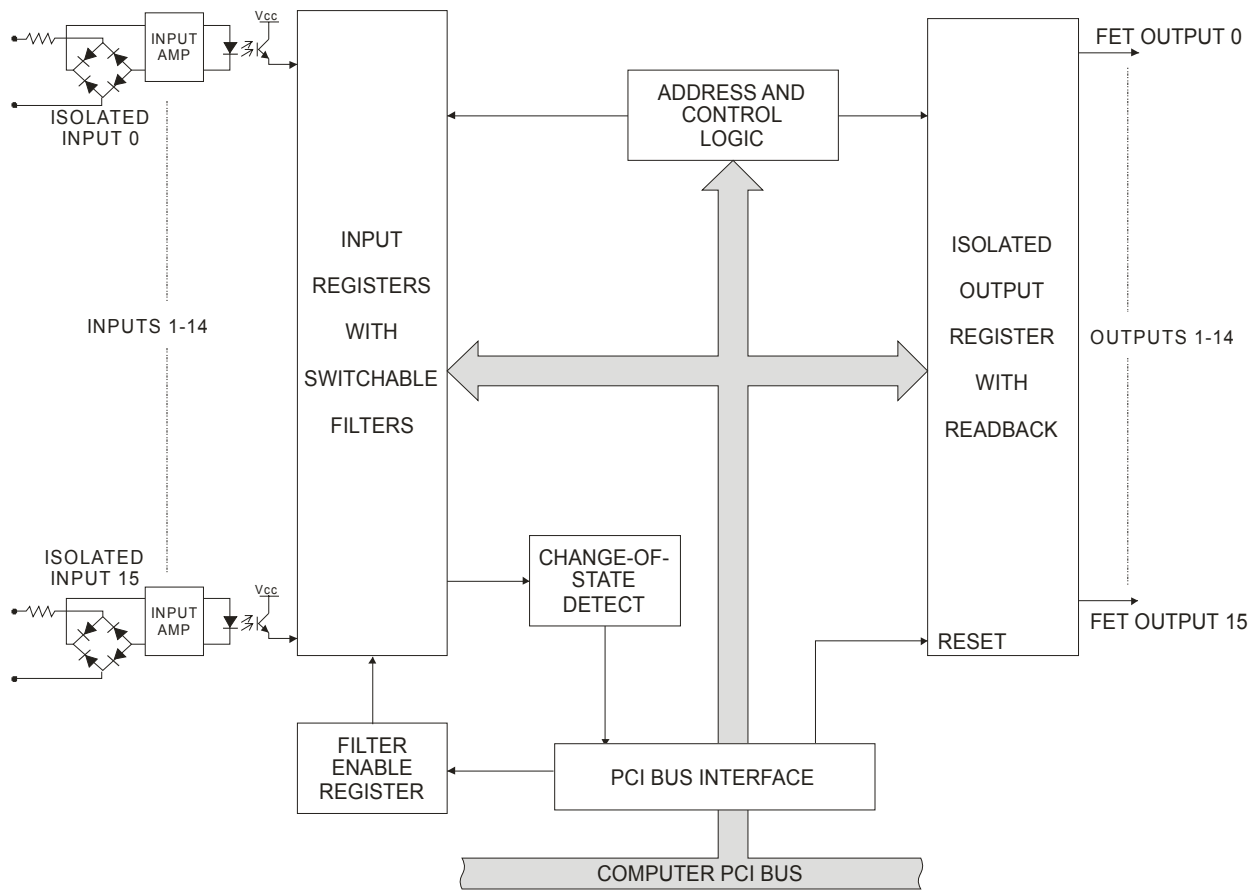 Vcc
INPUT
AMP
ISOLATED
INPUT 0
INPUTS 1-14
ISOLATED
INPUT 15
Vcc
INPUT
AMP
INPUT
REGISTERS
WITH
SWITCHABLE
FILTERS
ADDRESS AND
CONTROL
LOGIC
ISOLATED
OUTPUT
REGISTER
WITH
READBACK
RESET
FET OUTPUT 0
OUTPUTS 1-14
FET OUTPUT 15
CHANGE-OF-
STATE
DETECT
FILTER
ENABLE
REGISTER
PCI BUS INTERFACE
COMPUTER PCI BUS